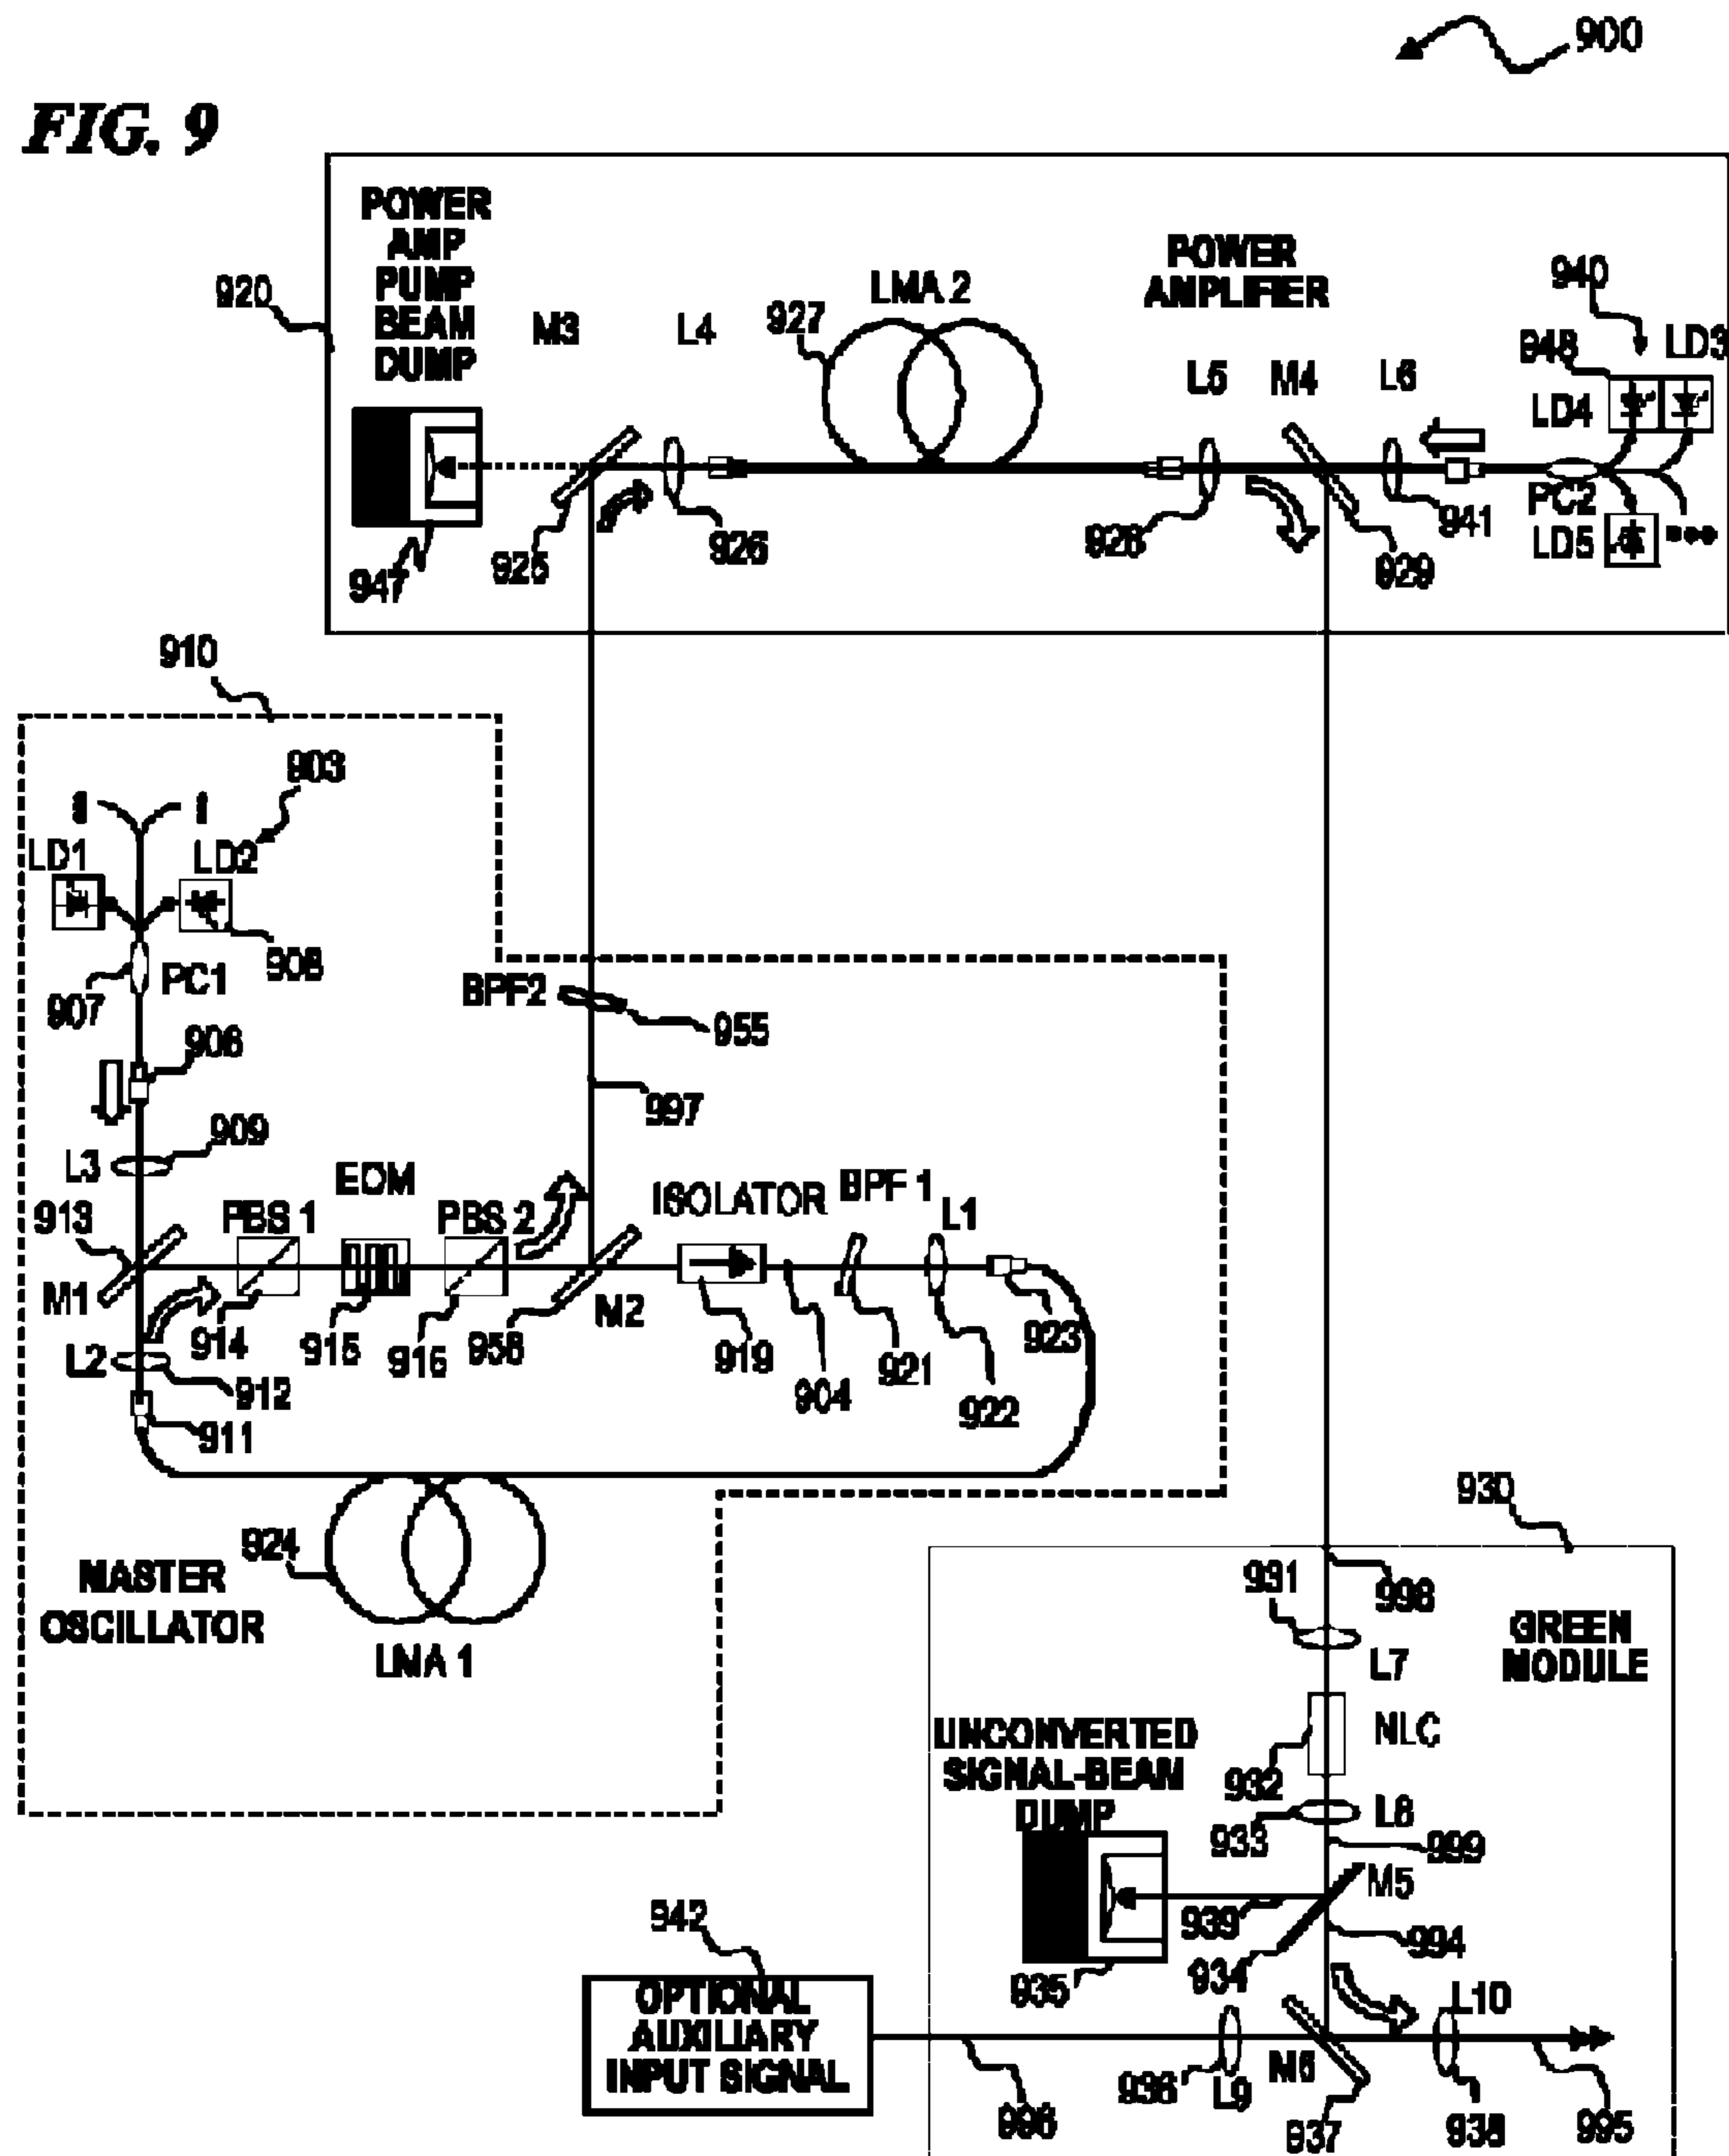 900
FIG. 9
POWER
AMP
PUMP
BEAM
DUMP
920
M3
L4
927
LMA 2
POWER
AMPLIFIER
L5
M4
L6
940
948
LD3
LD4
PC2
LD5
947
925
926
928
929
941
910
903
LD1
LD2
908
PC1
907
906
909
L3
913
M1
PBS 1
EOM
PBS 2
BPF2
955
997
ISOLATOR
BPF 1
L1
M2
914
915
916
956
919
904
921
922
923
L2
912
911
924
MASTER
OSCILLATOR
LMA 1
930
931
998
L7
GREEN
MODULE
NLC
932
UNCONVERTED
SIGNAL-BEAM
DUMP
L8
933
999
M5
939
934
994
935
942
OPTIONAL
AUXILIARY
INPUT SIGNAL
996
936
L9
M6
937
L10
938
995